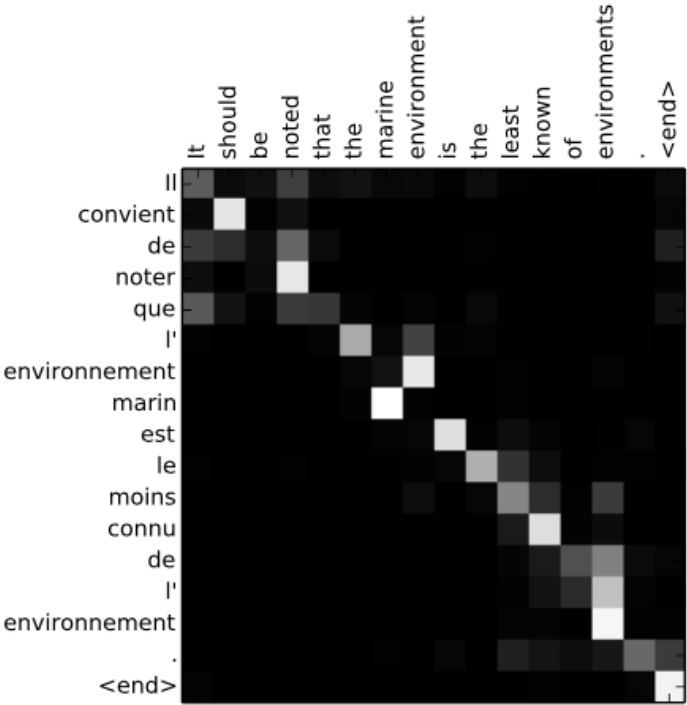 It should be noted that the marine environment is the least known of environments . <end>
Il
convient
de
noter
que
l'
environnement
marin
est
le
moins
connu
de
l'
environnement
.
<end>